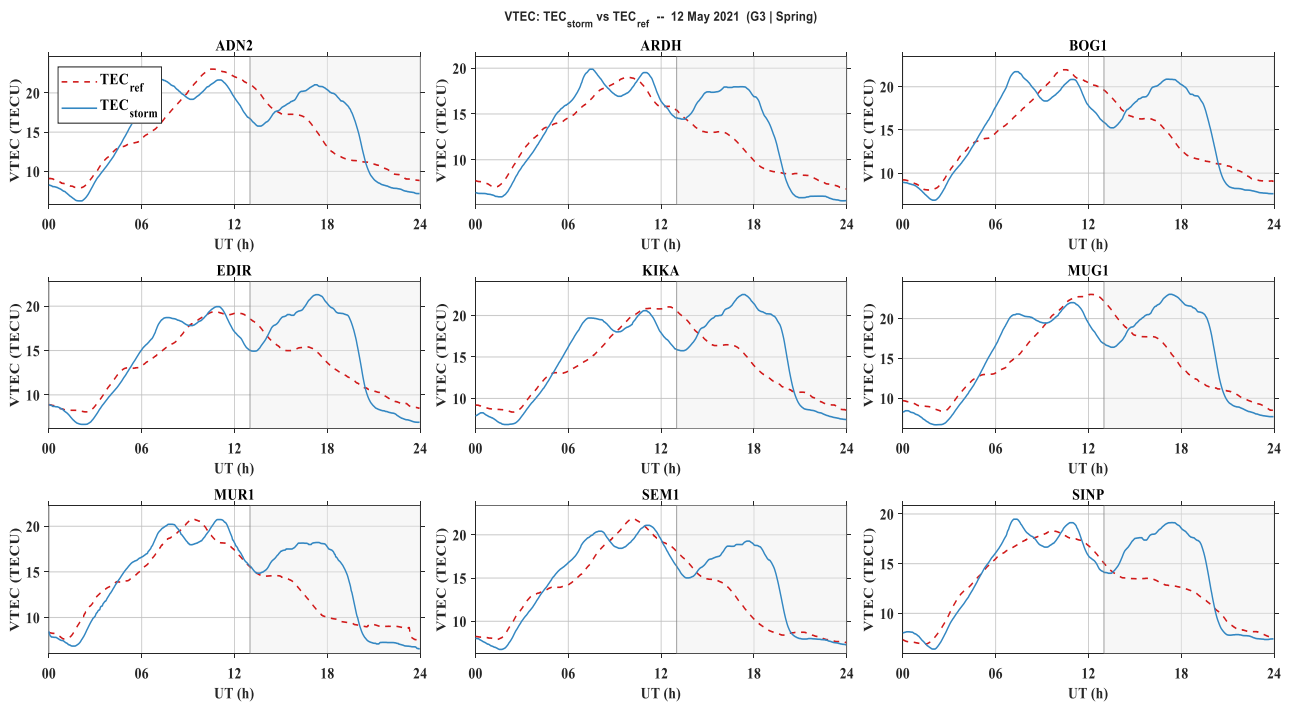 VTEC: TECstorm vs TECref -- 12 May 2021 (G3 | Spring)
ADN2
VTEC (TECU)
20
15
10
TECref
TECstorm
00 06 12 18 24
UT (h)
ARDH
VTEC (TECU)
20
15
10
00 06 12 18 24
UT (h)
BOG1
VTEC (TECU)
20
15
10
00 06 12 18 24
UT (h)
EDIR
VTEC (TECU)
20
15
10
00 06 12 18 24
UT (h)
KIKA
VTEC (TECU)
20
15
10
00 06 12 18 24
UT (h)
MUG1
VTEC (TECU)
20
15
10
00 06 12 18 24
UT (h)
MUR1
VTEC (TECU)
20
15
10
00 06 12 18 24
UT (h)
SEM1
VTEC (TECU)
20
15
10
00 06 12 18 24
UT (h)
SINP
VTEC (TECU)
20
15
10
00 06 12 18 24
UT (h)